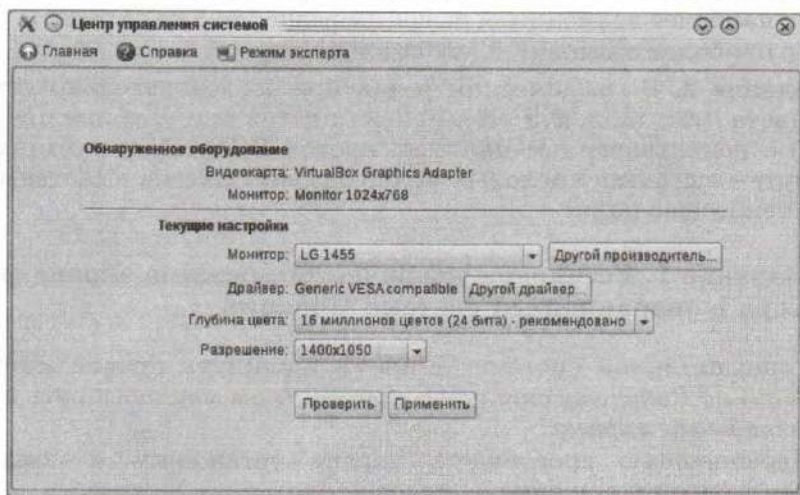 Центр управления системой
Главная Справка Режим эксперта
Обнаруженное оборудование
Видеокарта: VirtualBox Graphics Adapter
Монитор: Monitor 1024x768
Текущие настройки
Монитор: LG 1455 Другой производитель...
Драйвер: Generic VESA compatible Другой драйвер...
Глубина цвета: 16 миллионов цветов (24 бита) - рекомендовано
Разрешение: 1400x1050
Проверить Применить